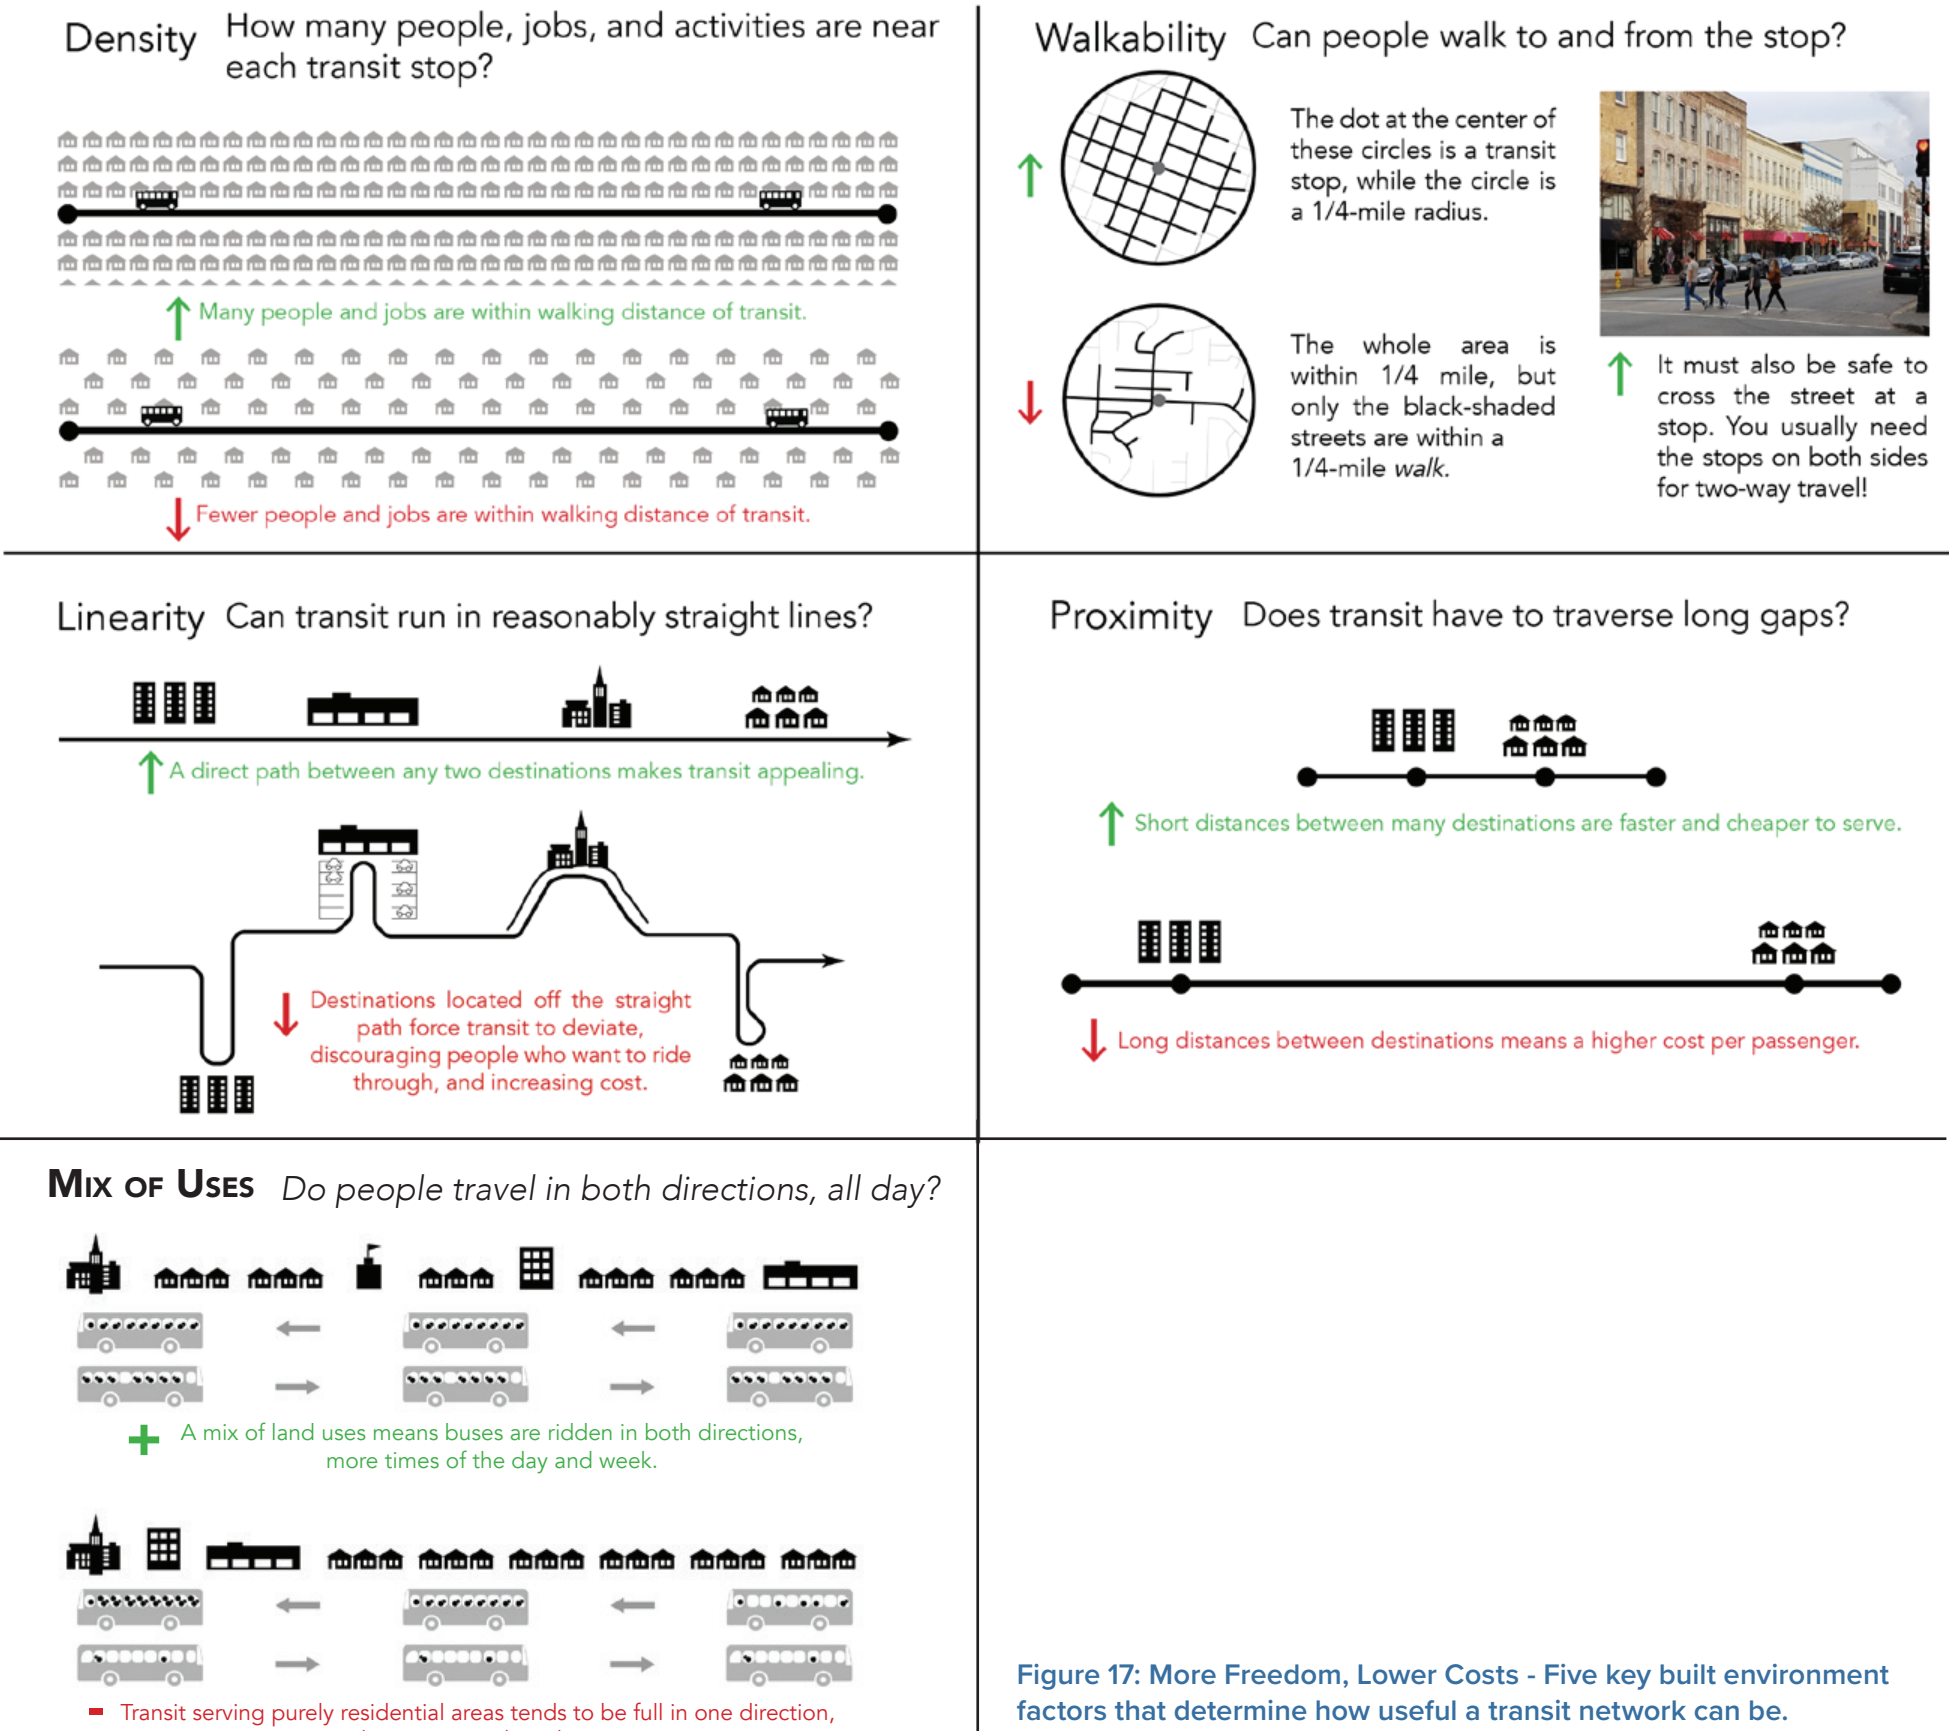 Density How many people, jobs, and activities are near
each transit stop?
Many people and jobs are within walking distance of transit.
Fewer people and jobs are within walking distance of transit.
Walkability Can people walk to and from the stop?
The dot at the center of
these circles is a transit
stop, while the circle is
a 1/4-mile radius.
The whole area is
within 1/4 mile, but
only the black-shaded
streets are within a
1/4-mile walk.
It must also be safe to
cross the street at a
stop. You usually need
the stops on both sides
for two-way travel!
Linearity Can transit run in reasonably straight lines?
A direct path between any two destinations makes transit appealing.
Destinations located off the straight
path force transit to deviate,
discouraging people who want to ride
through, and increasing cost.
Proximity Does transit have to traverse long gaps?
Short distances between many destinations are faster and cheaper to serve.
Long distances between destinations means a higher cost per passenger.
MIX OF USES Do people travel in both directions, all day?
+ A mix of land uses means buses are ridden in both directions,
more times of the day and week.
- Transit serving purely residential areas tends to be full in one direction,
Figure 17: More Freedom, Lower Costs - Five key built environment
factors that determine how useful a transit network can be.